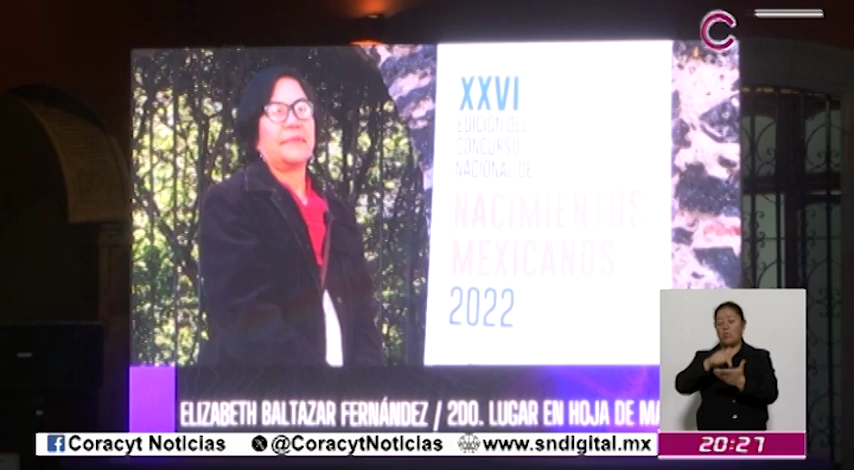 XXVI
EDICIÓN DEL
CONCURSO
NACIONAL DE
NACIMIENTOS
MEXICANOS
2022
ELIZABETH BALTAZAR FERNÁNDEZ / 2DO. LUGAR EN HOJA DE MA
Coracyt Noticias @CoracytNoticias www.sndigital.mx
20:27